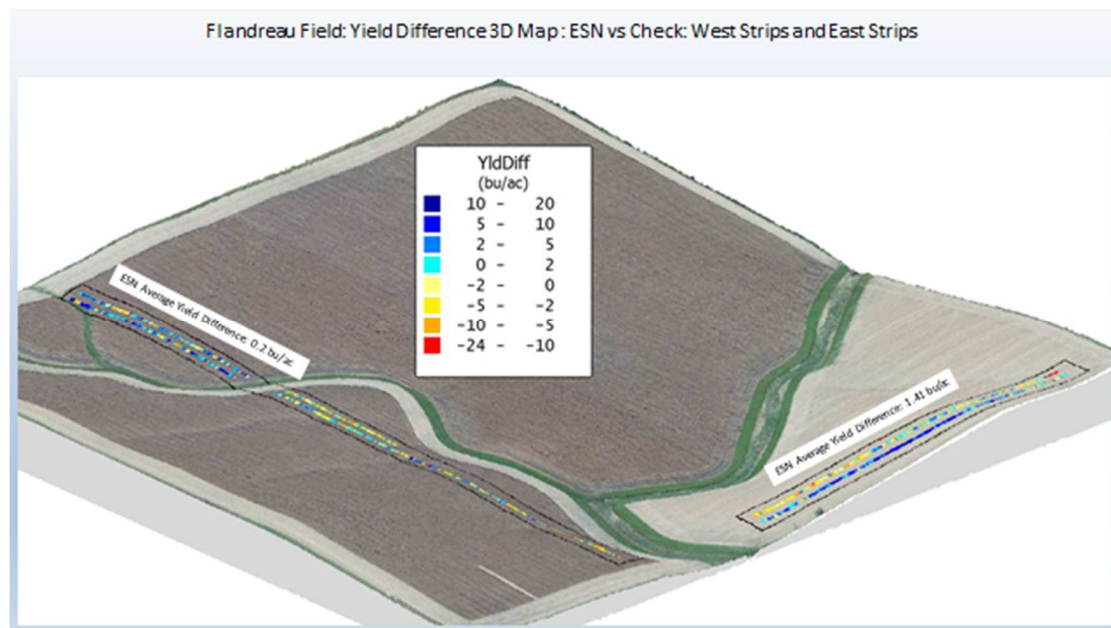 Flandreau Field: Yield Difference 3D Map : ESN vs Check: West Strips and East Strips
YldDiff
(bu/ac)
10 - 20
5 - 10
2 - 5
0 - 2
-2 - 0
-5 - -2
-10 - -5
-24 - -10
ESN Average Yield Difference: 0.2 bu/ac
ESN Average Yield Difference: 1.41 bu/ac